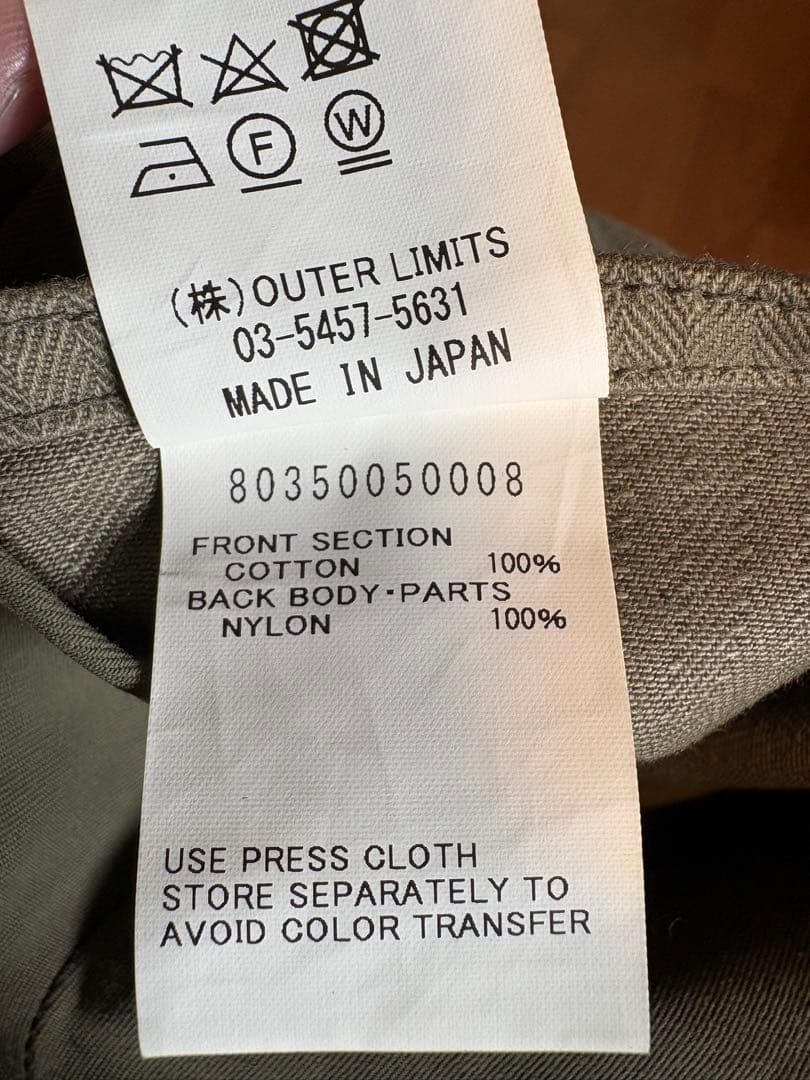 F W
(株)OUTER LIMITS
03-5457-5631
MADE IN JAPAN
80350050008
FRONT SECTION
COTTON 100%
BACK BODY·PARTS
NYLON 100%
USE PRESS CLOTH
STORE SEPARATELY TO
AVOID COLOR TRANSFER